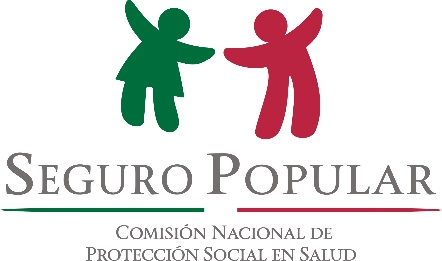 SEGURO POPULAR
COMISIÓN NACIONAL DE
PROTECCIÓN SOCIAL EN SALUD